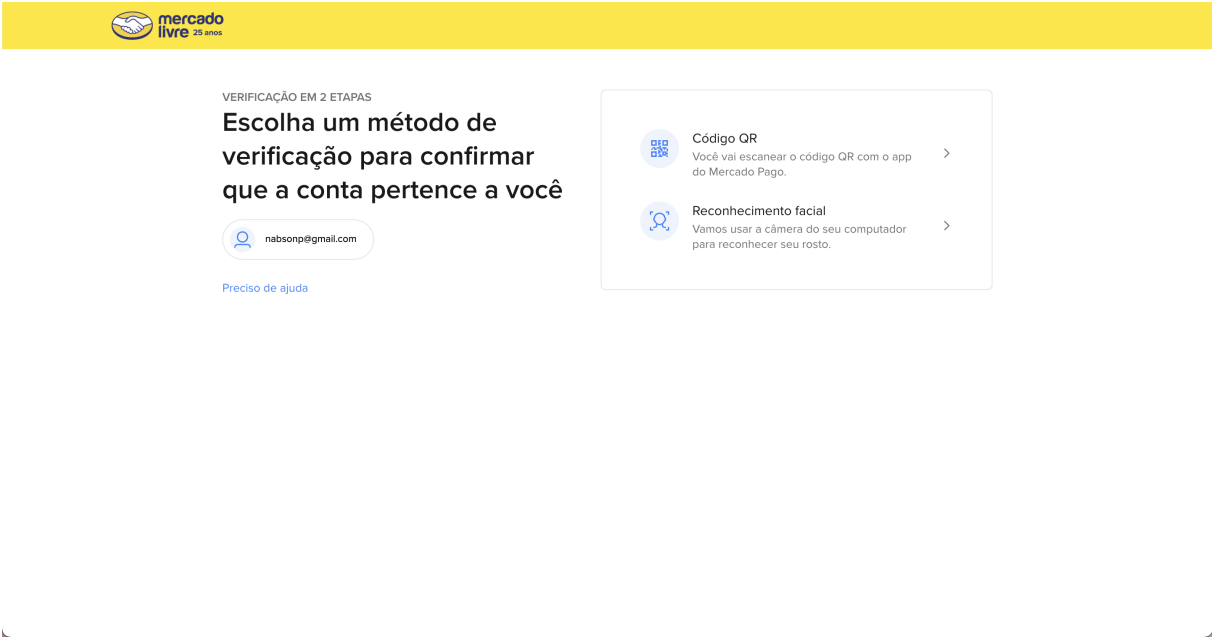 mercado
livre 25 anos
VERIFICAÇÃO EM 2 ETAPAS
Escolha um método de
verificação para confirmar
que a conta pertence a você
nabsonp@gmail.com
Preciso de ajuda
Código QR
Você vai escanear o código QR com o app
do Mercado Pago.
Reconhecimento facial
Vamos usar a câmera do seu computador
para reconhecer seu rosto.